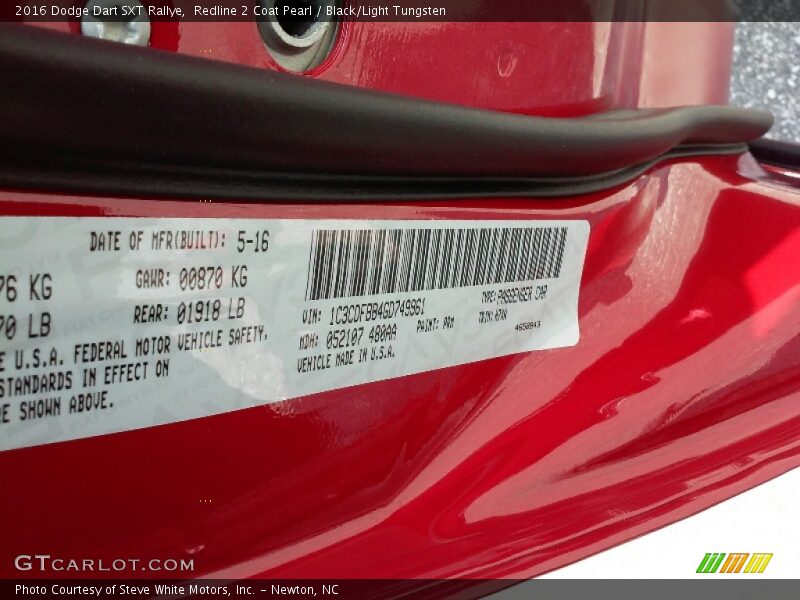 2016 Dodge Dart SXT Rallye, Redline 2 Coat Pearl / Black/Light Tungsten
DATE OF MFR(BUILT): 5-16
76 KG GAWR: 00870 KG
70 LB REAR: 01918 LB
E U.S.A. FEDERAL MOTOR VEHICLE SAFETY.
STANDARDS IN EFFECT ON
E SHOWN ABOVE.
VIN: 1C3CDFBB4GD749961 TYPE: PASSENGER CAR
MDH: 052107 480AA PAINT: PRM TRIM:
4658943
VEHICLE MADE IN U.S.A.
GTCARLOT.COM
Photo Courtesy of Steve White Motors, Inc. – Newton, NC